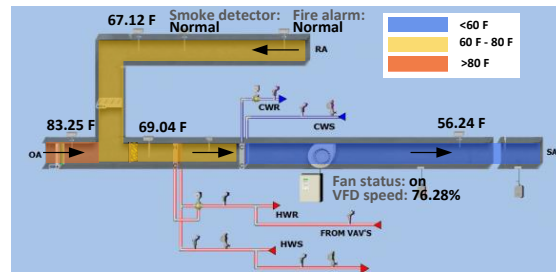 67.12 F
Smoke detector: Fire alarm:
Normal Normal
RA
<60 F
60 F - 80 F
>80 F
CWR
CWS
83.25 F
69.04 F
56.24 F
OA
SA
Fan status: on
VFD speed: 76.28%
HWR
FROM VAV'S
HWS